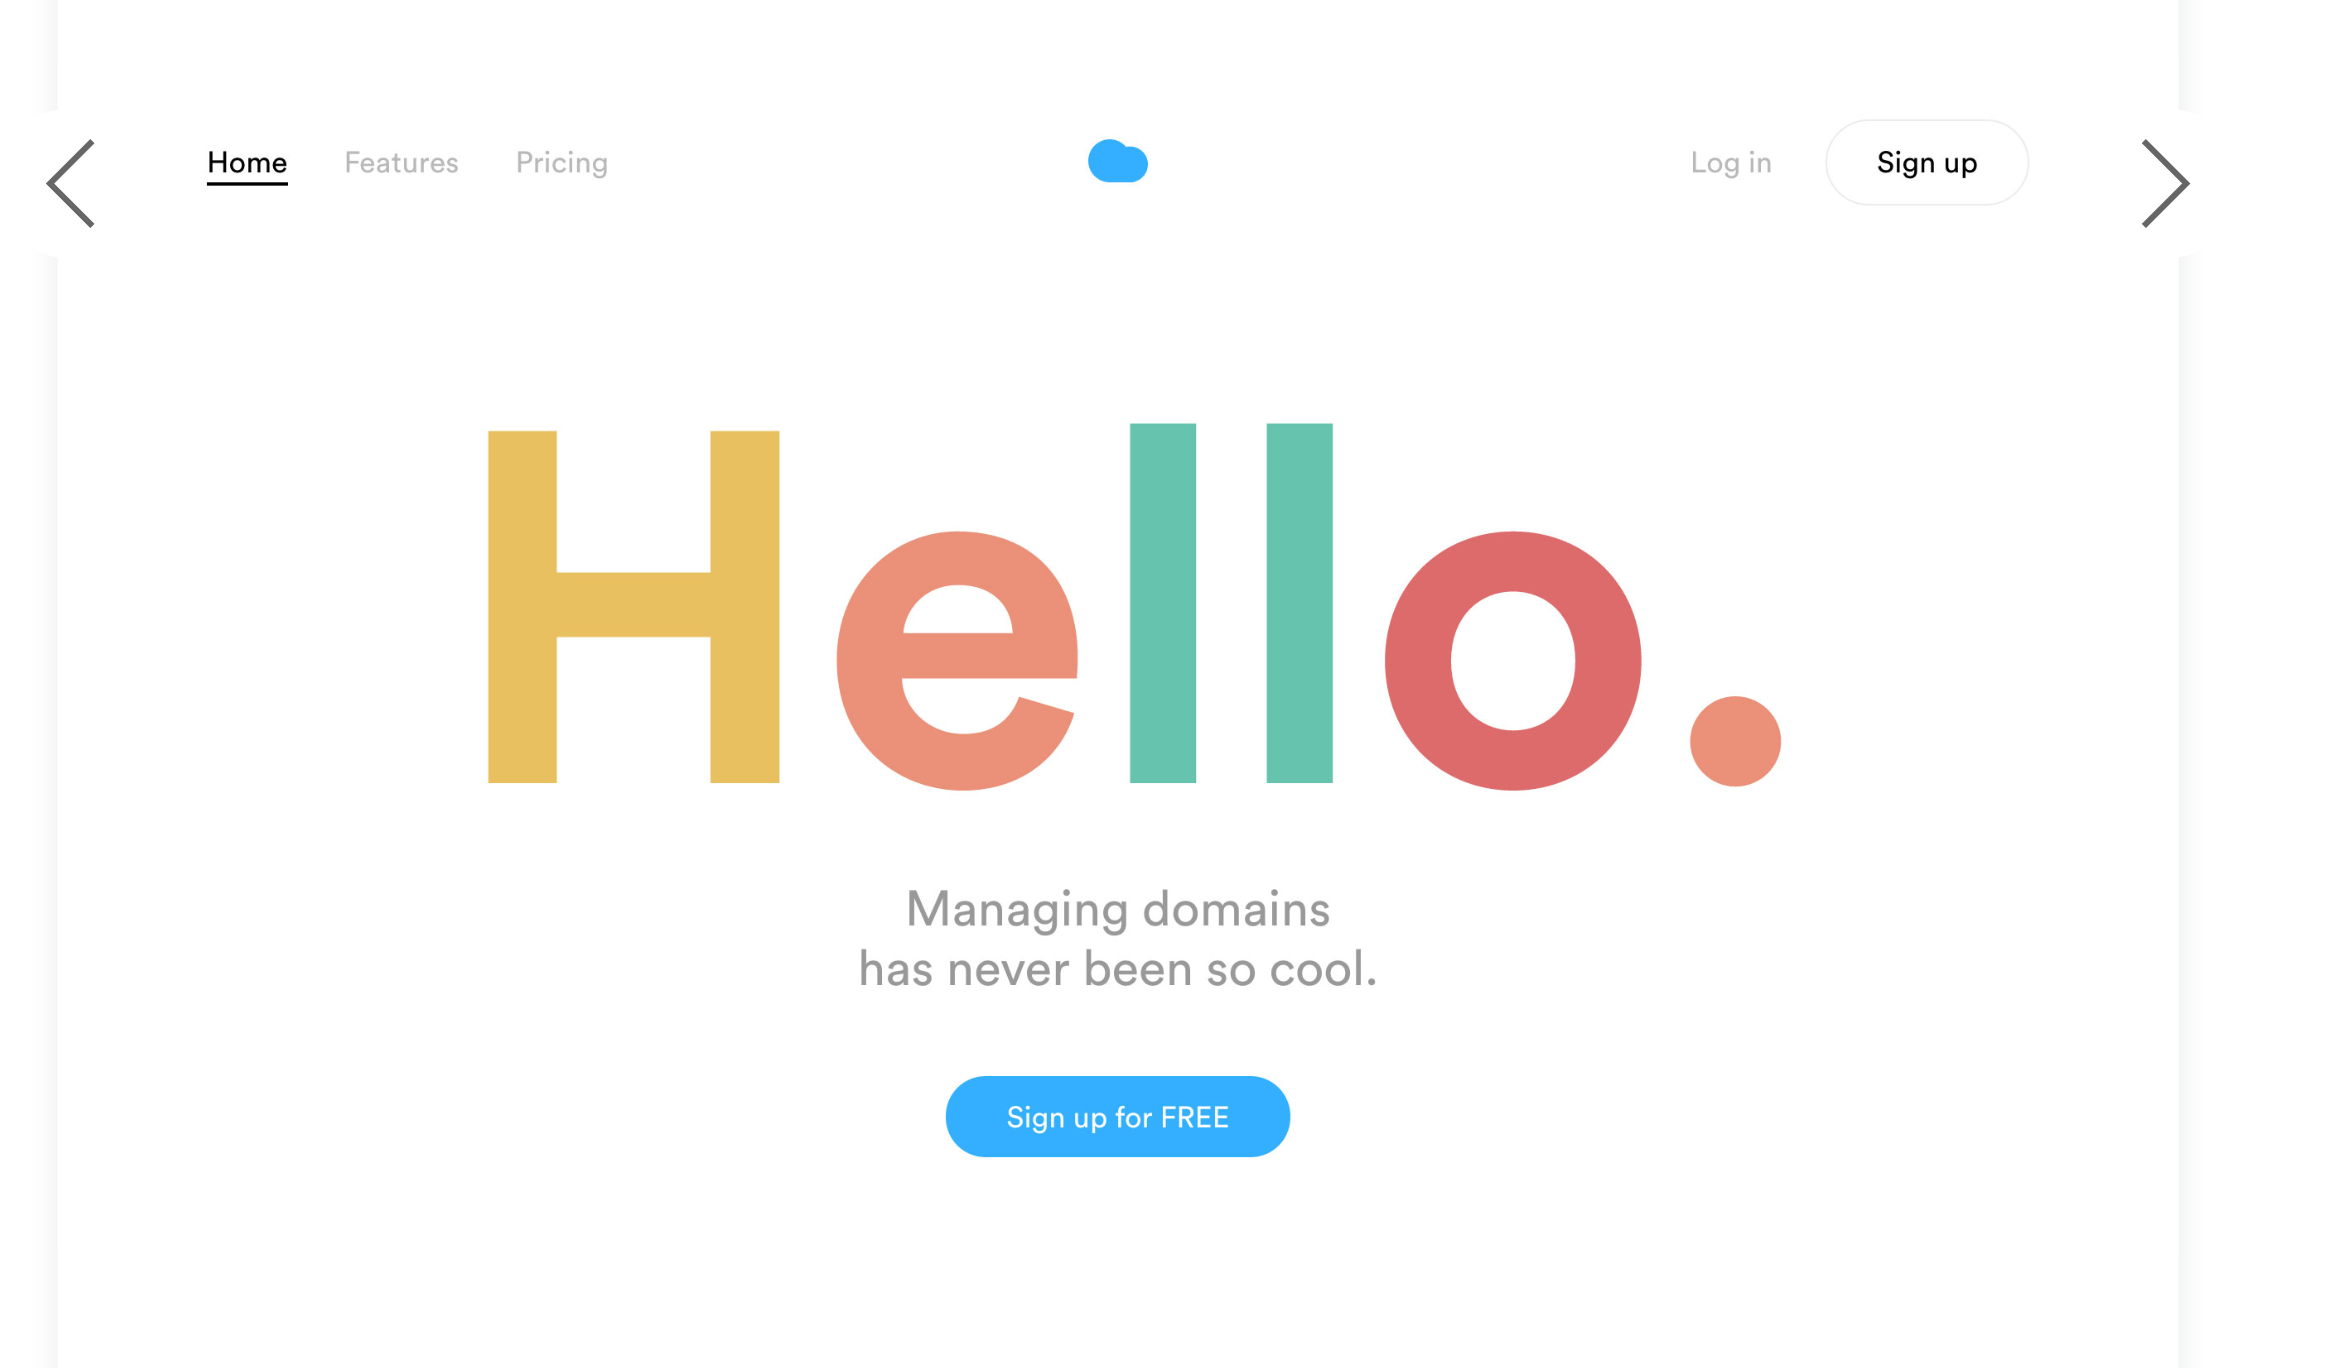 Home
Features
Pricing
Log in
Sign up
Hello.
Managing domains
has never been so cool.
Sign up for FREE